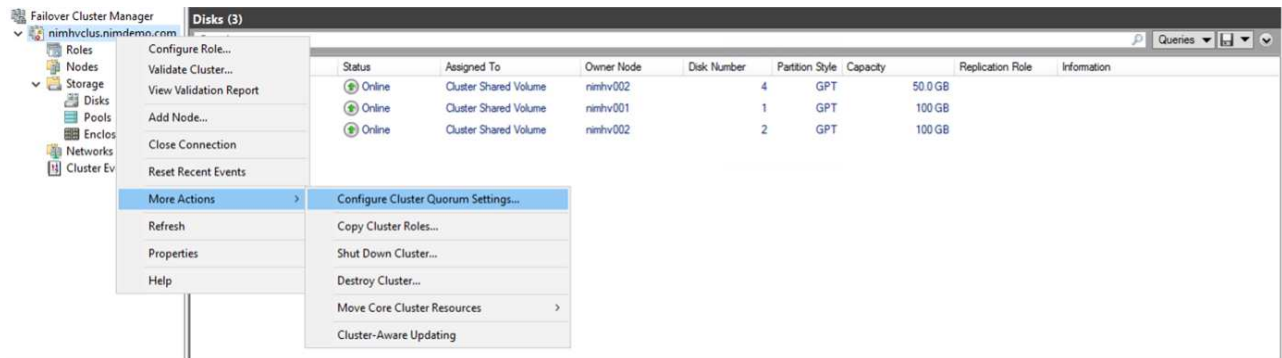 Failover Cluster Manager
nimhvclus.nimdemo.com
Roles
Nodes
Storage
Disks
Pools
Enclos
Networks
Cluster Ev
Disks (3)
Queries
Status Assigned To Owner Node Disk Number Partition Style Capacity Replication Role Information
Online Cluster Shared Volume nimhv002 4 GPT 50.0 GB
Online Cluster Shared Volume nimhv001 1 GPT 100 GB
Online Cluster Shared Volume nimhv002 2 GPT 100 GB
Configure Role...
Validate Cluster...
View Validation Report
Add Node...
Close Connection
Reset Recent Events
More Actions >
Refresh
Properties
Help
Configure Cluster Quorum Settings...
Copy Cluster Roles...
Shut Down Cluster...
Destroy Cluster...
Move Core Cluster Resources >
Cluster-Aware Updating